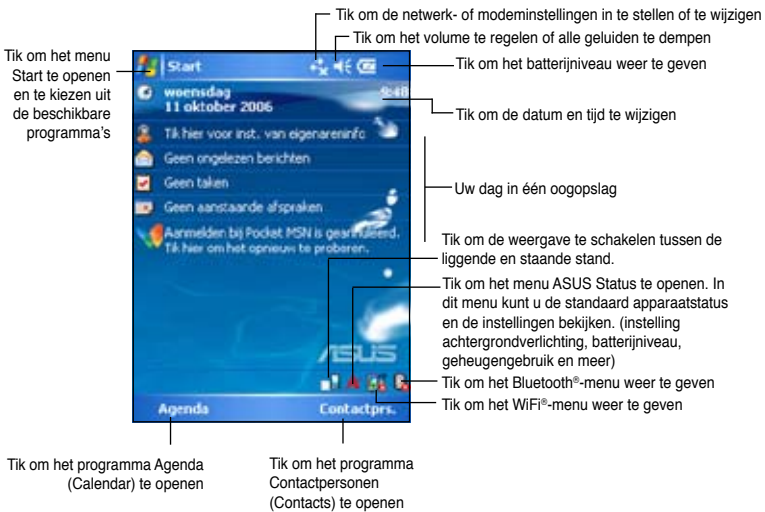 Tik om de netwerk- of modeminstellingen in te stellen of te wijzigen
Tik om het volume te regelen of alle geluiden te dempen
Tik om het batterijniveau weer te geven
Tik om het menu
Start te openen
en te kiezen uit
de beschikbare
programma's
Start
woensdag
11 oktober 2006
9:48
Tik om de datum en tijd te wijzigen
Tik hier voor inst. van eigenareninfo
Geen ongelezen berichten
Geen taken
Geen aanstaande afspraken
Aanmelden bij Pocket MSN is geannuleerd.
Tik hier om het opnieuw te proberen.
Uw dag in één oogopslag
Tik om de weergave te schakelen tussen de
liggende en staande stand.
Tik om het menu ASUS Status te openen. In
dit menu kunt u de standaard apparaatstatus
en de instellingen bekijken. (instelling
achtergrondverlichting, batterijniveau,
geheugengebruik en meer)
ASUS
Tik om het Bluetooth®-menu weer te geven
Tik om het WiFi®-menu weer te geven
Agenda
Contactprs.
Tik om het programma Agenda
(Calendar) te openen
Tik om het programma
Contactpersonen
(Contacts) te openen